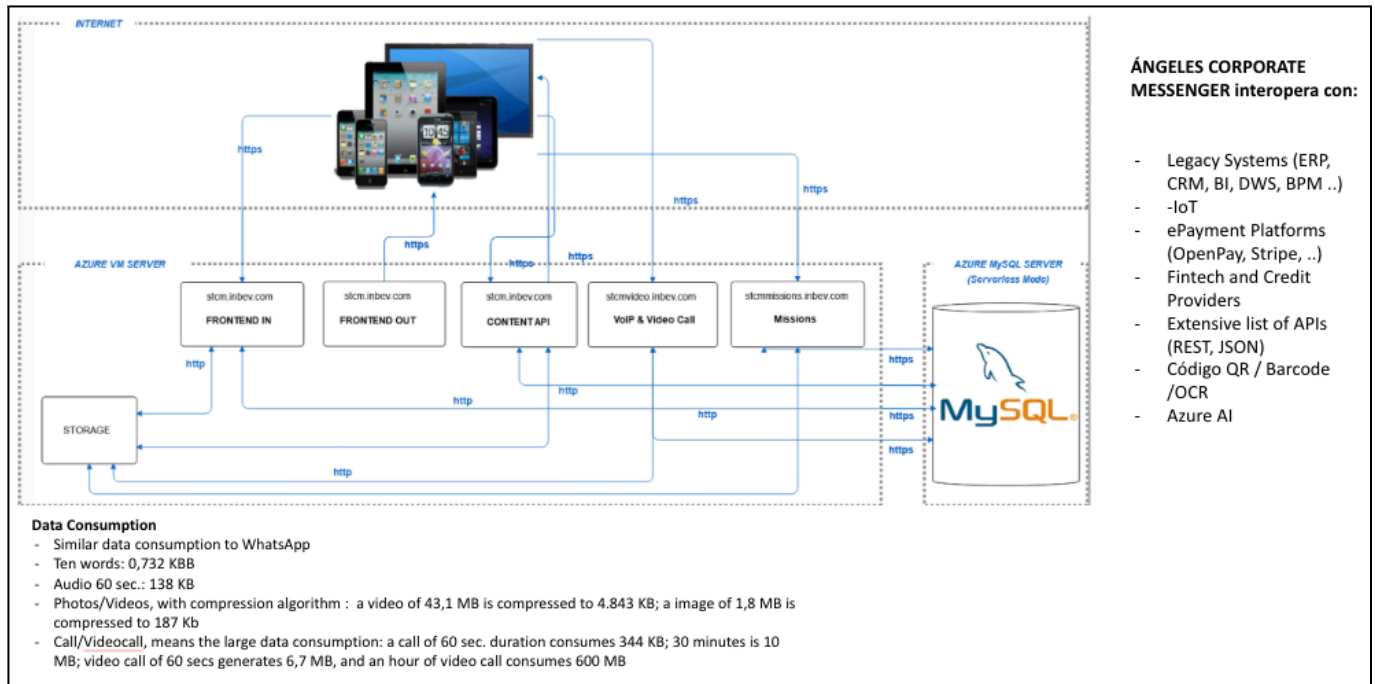 INTERNET
https
10:45
https
https
https
https
https
AZURE VM SERVER
stcm.inbev.com
FRONTEND IN
stcm.inbev.com
FRONTEND OUT
stcm.inbev.com
CONTENT API
stcmvideo.inbev.com
VoIP & Video Call
stcmmissions.inbev.com
Missions
AZURE MySQL SERVER
(Serverless Mode)
http
https
http
http
http
https
STORAGE
MySQL®
https
http
ÁNGELES CORPORATE
MESSENGER interopera con:
- Legacy Systems (ERP,
CRM, BI, DWS, BPM ..)
- -IoT
- ePayment Platforms
(OpenPay, Stripe, ..)
- Fintech and Credit
Providers
- Extensive list of APIs
(REST, JSON)
- Código QR / Barcode
/OCR
- Azure AI
Data Consumption
- Similar data consumption to WhatsApp
- Ten words: 0,732 KBB
- Audio 60 sec.: 138 KB
- Photos/Videos, with compression algorithm : a video of 43,1 MB is compressed to 4.843 KB; a image of 1,8 MB is
compressed to 187 Kb
- Call/Videocall, means the large data consumption: a call of 60 sec. duration consumes 344 KB; 30 minutes is 10
MB; video call of 60 secs generates 6,7 MB, and an hour of video call consumes 600 MB